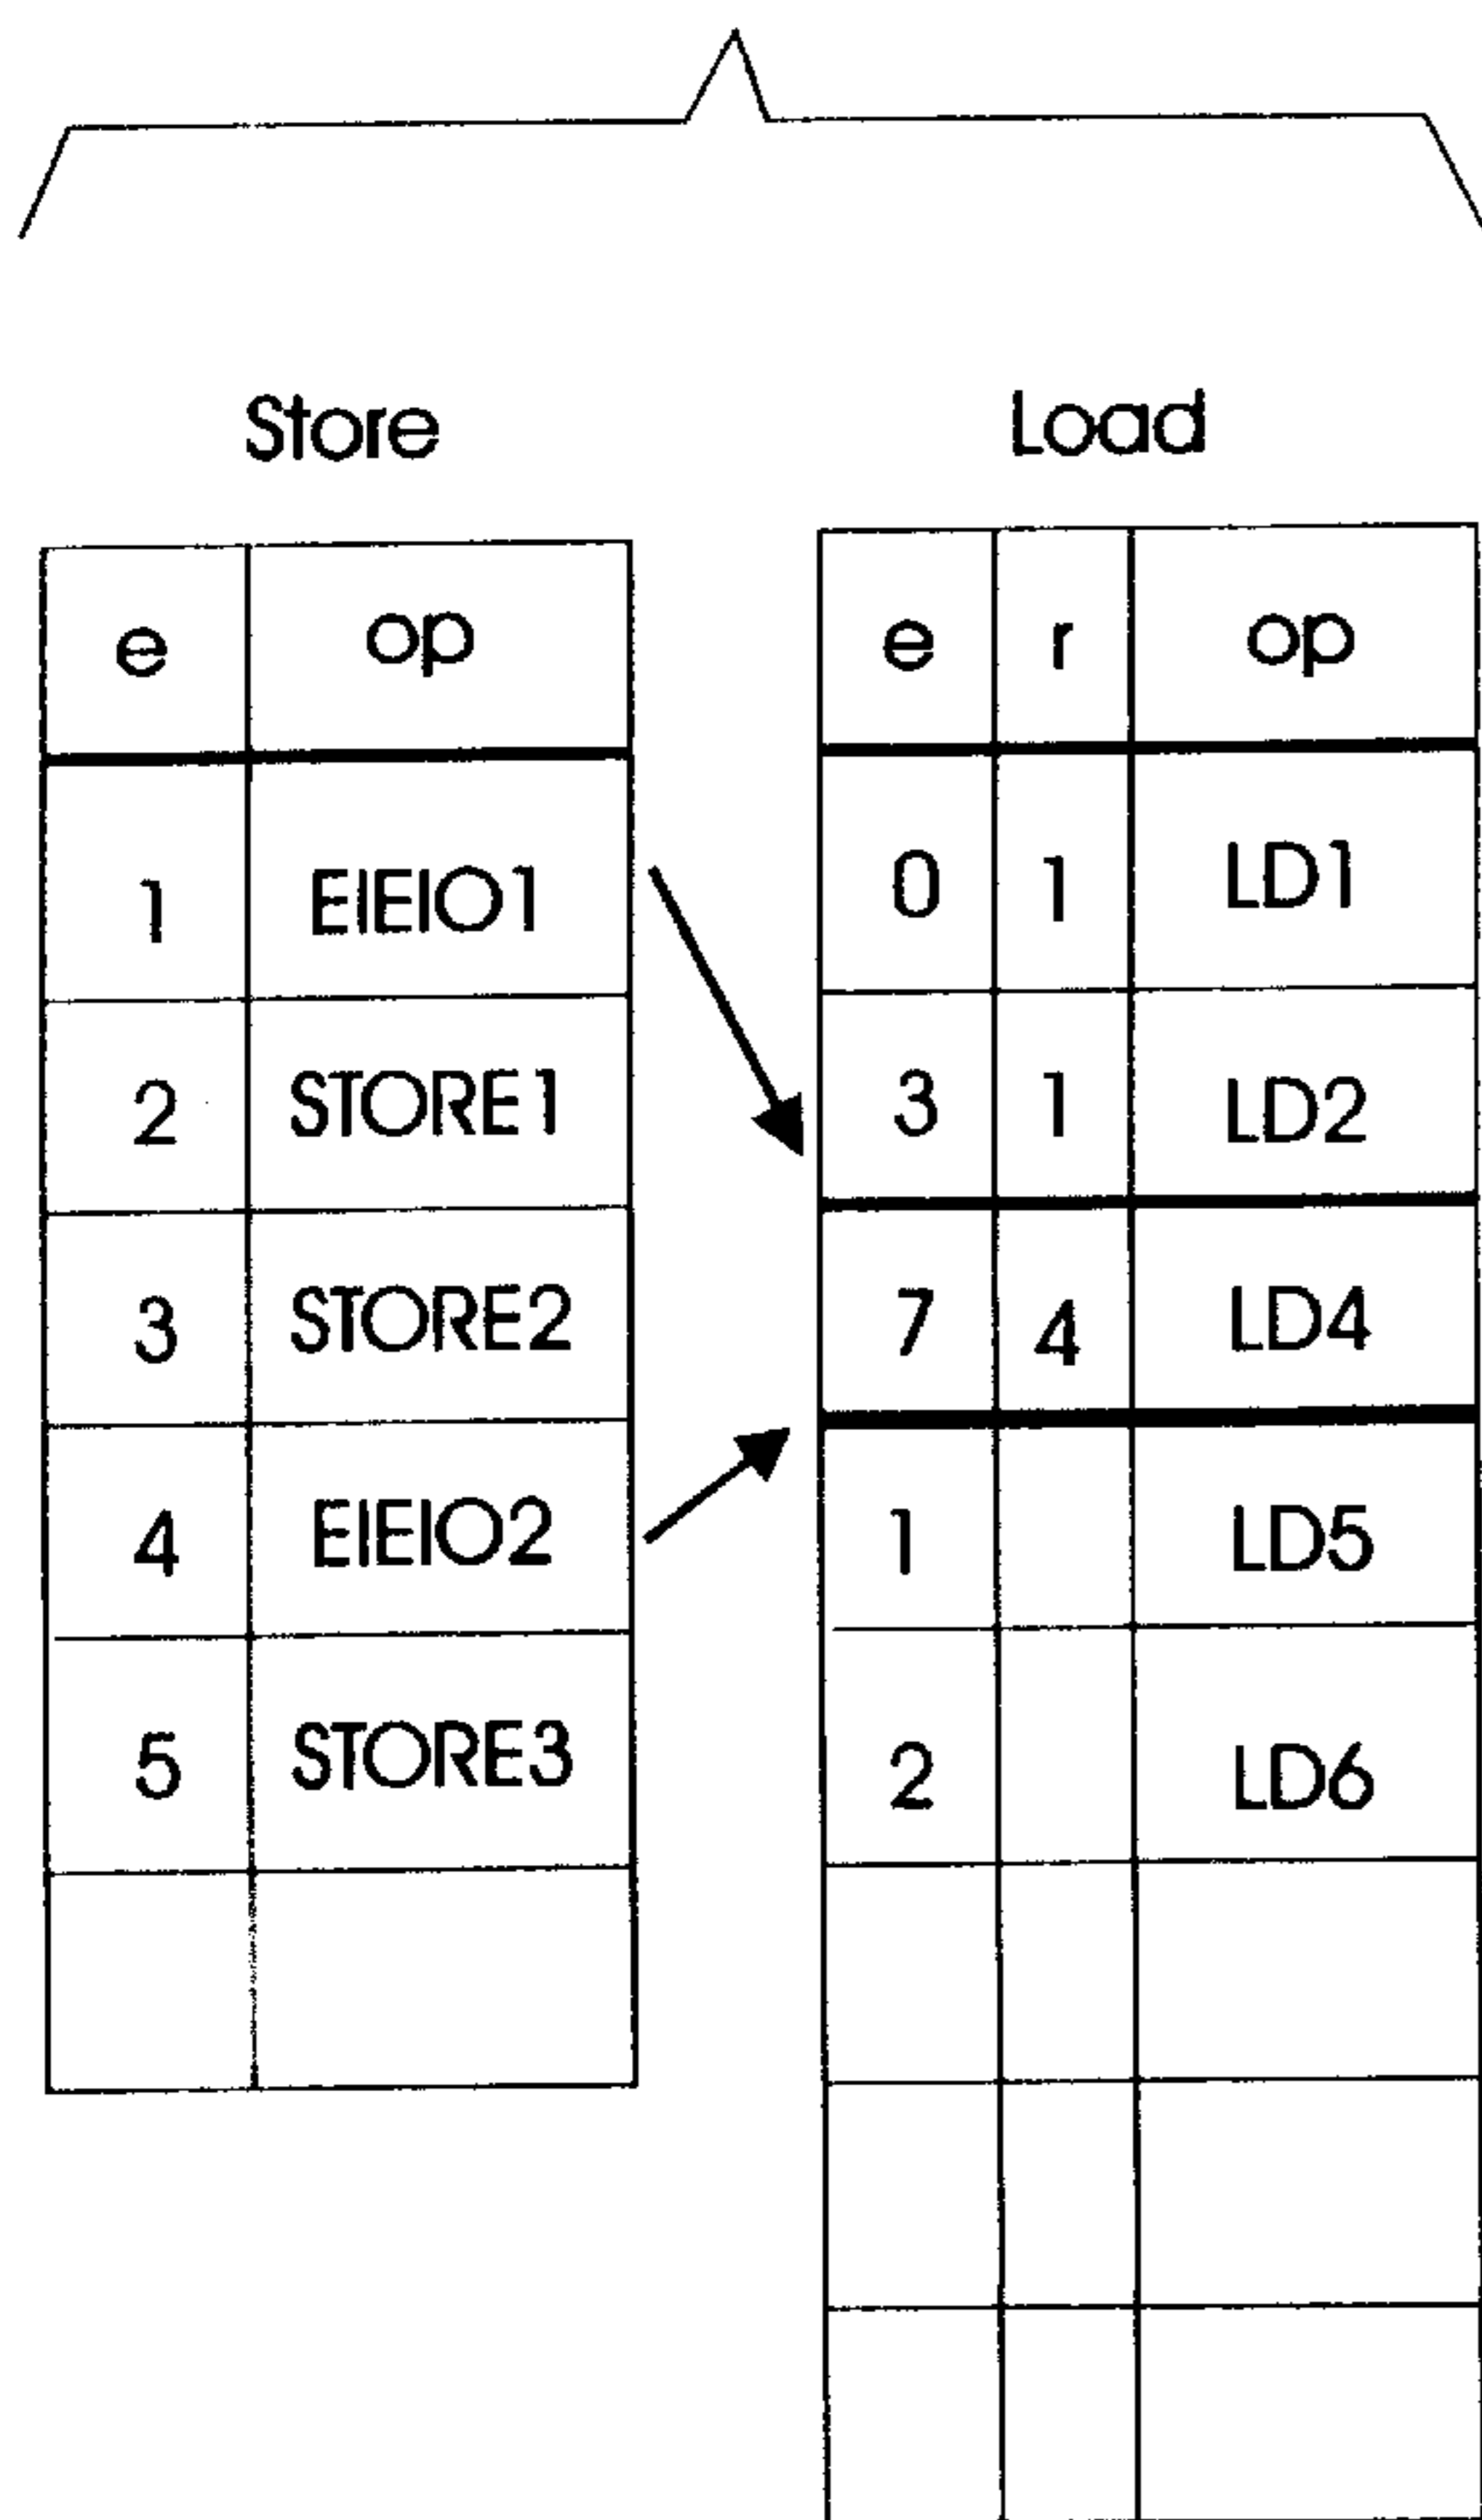 Store
e op
1 EIEIO1
2 STORE1
3 STORE2
4 EIEIO2
5 STORE3
Load
e r op
0 1 LD1
3 1 LD2
7 4 LD4
1 LD5
2 LD6